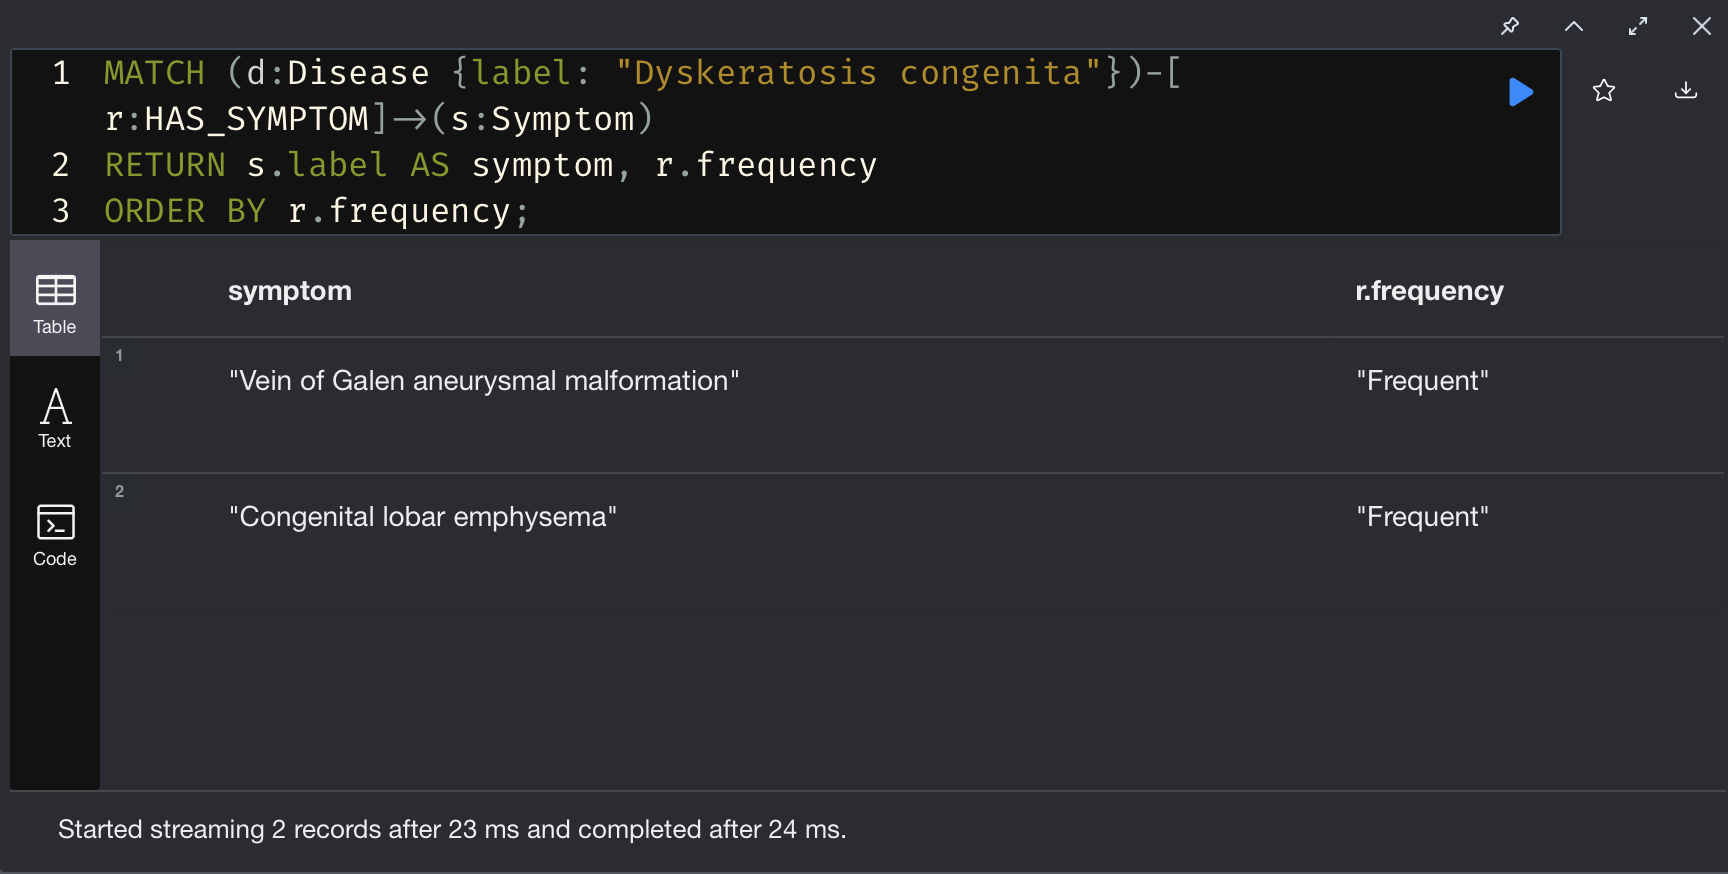 1 MATCH (d:Disease {label: "Dyskeratosis congenita"})-[
r:HAS_SYMPTOM]->(s:Symptom)
2 RETURN s.label AS symptom, r.frequency
3 ORDER BY r.frequency;
symptom r.frequency
Table
1
"Vein of Galen aneurysmal malformation" "Frequent"
Text
2
"Congenital lobar emphysema" "Frequent"
Code
Started streaming 2 records after 23 ms and completed after 24 ms.